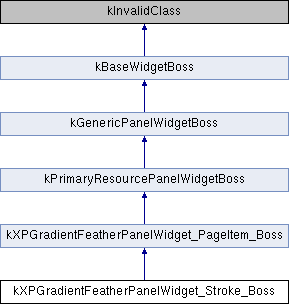 kInvalidClass
kBaseWidgetBoss
kGenericPanelWidgetBoss
kPrimaryResourcePanelWidgetBoss
kXPGradientFeatherPanelWidget_PageItem_Boss
kXPGradientFeatherPanelWidget_Stroke_Boss